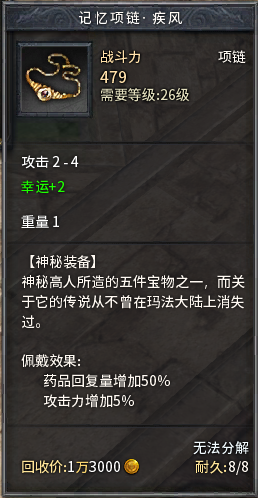 记忆项链·疾风
战斗力 项链
479
需要等级:26级
攻击 2 - 4
幸运+2
重量 1
【神秘装备】
神秘高人所造的五件宝物之一，而关
于它的传说从不曾在玛法大陆上消失
过。
佩戴效果:
药品回复量增加50%
攻击力增加5%
无法分解
回收价:1万3000 耐久:8/8